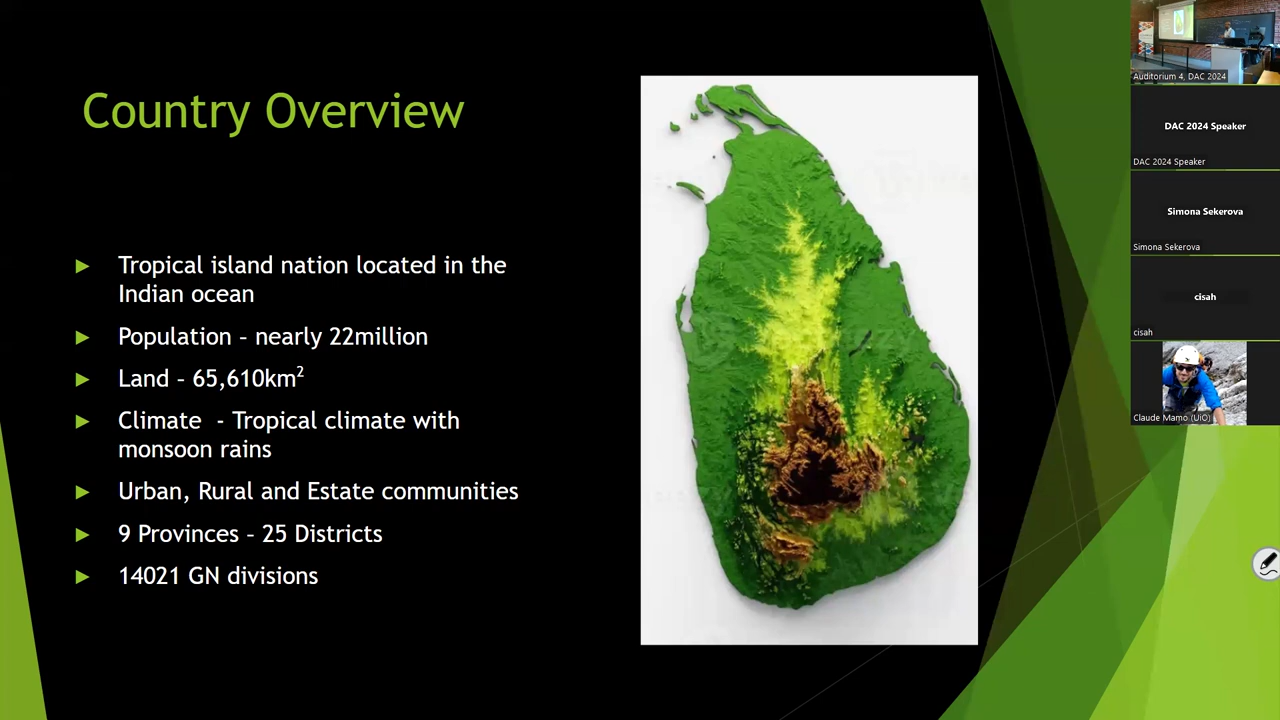 Country Overview
Tropical island nation located in the
Indian ocean
Population – nearly 22million
Land – 65,610km²
Climate  - Tropical climate with
monsoon rains
Urban, Rural and Estate communities
9 Provinces – 25 Districts
14021 GN divisions
Auditorium 4, DAC 2024
DAC 2024 Speaker
DAC 2024 Speaker
Simona Sekerova
Simona Sekerova
cisah
cisah
Claude Mamo (UiO)